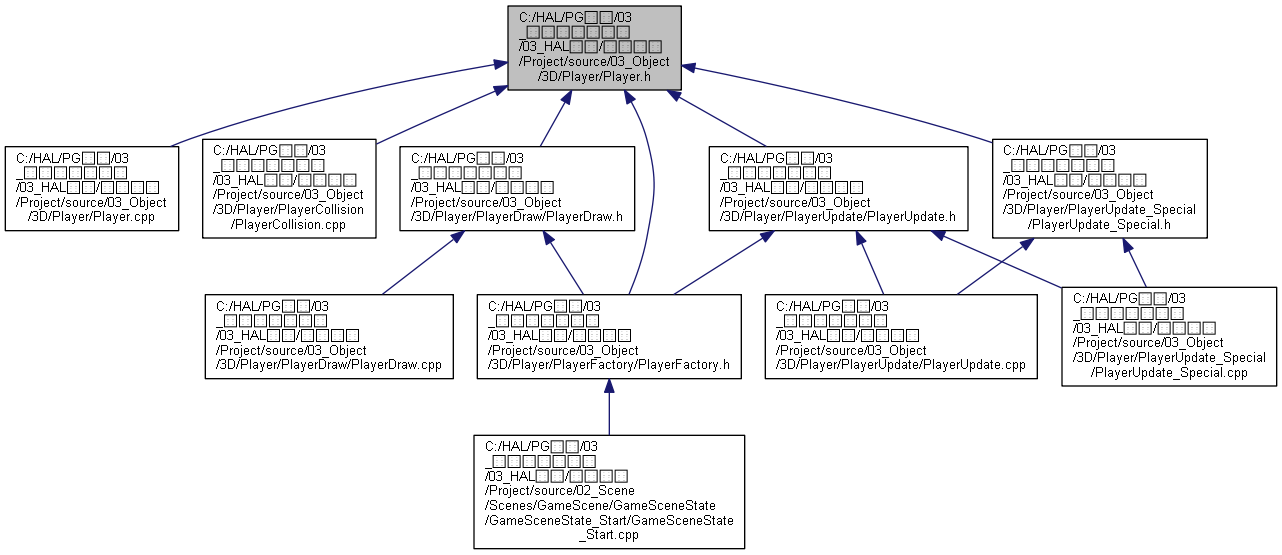 C:/HAL/PG□□/03
_□□□□□□□
/03_HAL□□/□□□□
/Project/source/03_Object
/3D/Player/Player.h
C:/HAL/PG□□/03
_□□□□□□□
/03_HAL□□/□□□□
/Project/source/03_Object
/3D/Player/Player.cpp
C:/HAL/PG□□/03
_□□□□□□□
/03_HAL□□/□□□□
/Project/source/03_Object
/3D/Player/PlayerCollision
/PlayerCollision.cpp
C:/HAL/PG□□/03
_□□□□□□□
/03_HAL□□/□□□□
/Project/source/03_Object
/3D/Player/PlayerDraw/PlayerDraw.h
C:/HAL/PG□□/03
_□□□□□□□
/03_HAL□□/□□□□
/Project/source/03_Object
/3D/Player/PlayerUpdate/PlayerUpdate.h
C:/HAL/PG□□/03
_□□□□□□□
/03_HAL□□/□□□□
/Project/source/03_Object
/3D/Player/PlayerUpdate_Special
/PlayerUpdate_Special.h
C:/HAL/PG□□/03
_□□□□□□□
/03_HAL□□/□□□□
/Project/source/03_Object
/3D/Player/PlayerDraw/PlayerDraw.cpp
C:/HAL/PG□□/03
_□□□□□□□
/03_HAL□□/□□□□
/Project/source/03_Object
/3D/Player/PlayerFactory/PlayerFactory.h
C:/HAL/PG□□/03
_□□□□□□□
/03_HAL□□/□□□□
/Project/source/03_Object
/3D/Player/PlayerUpdate/PlayerUpdate.cpp
C:/HAL/PG□□/03
_□□□□□□□
/03_HAL□□/□□□□
/Project/source/03_Object
/3D/Player/PlayerUpdate_Special
/PlayerUpdate_Special.cpp
C:/HAL/PG□□/03
_□□□□□□□
/03_HAL□□/□□□□
/Project/source/02_Scene
/Scenes/GameScene/GameSceneState
/GameSceneState_Start/GameSceneState
_Start.cpp